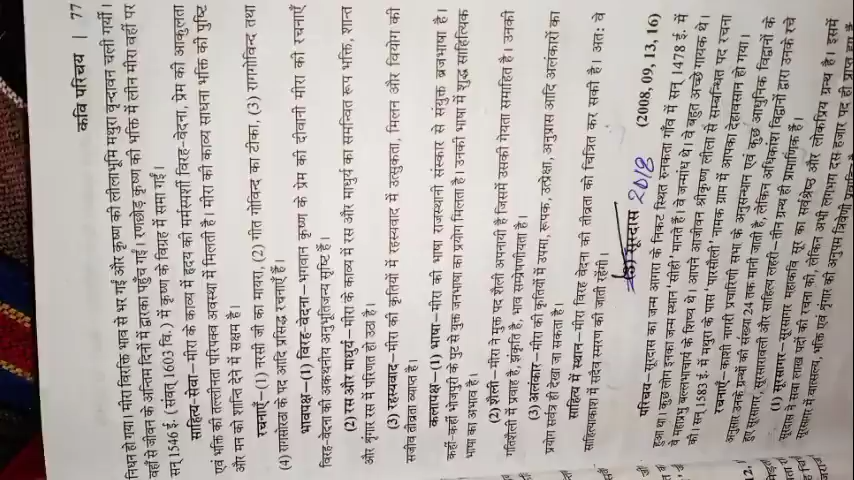 कवि परिचय | 77
निधन हो गया। मीरा विरक्ति भाव से भर गईं और कृष्ण की लीलाभूमि मथुरा वृन्दावन चली गयीं।
वहाँ से जीवन के अन्तिम दिनों में द्वारका पहुँच गईं। रणछोड़ कृष्ण की भक्ति में लीन मीरा वहीं पर
सन् 1546 ई. (संवत् 1603 वि.) में कृष्ण के विग्रह में समा गईं।
साहित्य-सेवा–मीरा के काव्य में हृदय की मर्मस्पर्शी विरह-वेदना, प्रेम की आकुलता
एवं भक्ति की तल्लीनता परिपक्व अवस्था में मिलती है। मीरा की काव्य साधना भक्ति की पुष्टि
और मन को शान्ति देने में सक्षम है।
रचनाएँ–(1) नरसी जी का मायरा, (2) गीत गोविन्द का टीका, (3) रागगोविन्द तथा
(4) रागसोरठा के पद आदि प्रसिद्ध रचनाएँ हैं।
भावपक्ष–(1) विरह-वेदना–भगवान कृष्ण के प्रेम की दीवानी मीरा की रचनाएँ
विरह-वेदना की अकथनीय अनुभूतिजन्य सृष्टि हैं।
(2) रस और माधुर्य–मीरा के काव्य में रस और माधुर्य का समन्वित रूप भक्ति, शान्त
और शृंगार रस में परिणत हो उठा है।
(3) रहस्यवाद–मीरा की कृतियों में रहस्यवाद में उत्सुकता, मिलन और वियोग की
सजीव तीव्रता व्याप्त है।
कलापक्ष–(1) भाषा–मीरा की भाषा राजस्थानी संस्कार से संयुक्त ब्रजभाषा है।
कहीं-कहीं भोजपुरी के पुट से युक्त जनभाषा का प्रयोग मिलता है। उनकी भाषा में शुद्ध साहित्यिक
भाषा का अभाव है।
(2) शैली–मीरा ने मुक्त पद शैली अपनायी है जिसमें उसकी गेयता समाहित है। उनकी
गीतिशैली में प्रवाह है, झंकृति है, भाव सम्प्रेषणीयता है।
(3) अलंकार–मीरा की कृतियों में उपमा, रूपक, उत्प्रेक्षा, अनुप्रास आदि अलंकारों का
प्रयोग सर्वत्र ही देखा जा सकता है।
साहित्य में स्थान–मीरा विरह वेदना की तीव्रता को चित्रित कर सकी है। अतः वे
साहित्याकाश में सदैव स्मरण की जाती रहेंगी।
(3) सूरदास 2018 (2008, 09, 13, 16)
परिचय–सूरदास का जन्म आगरा के निकट स्थित रुनकता गाँव में सन् 1478 ई. में
हुआ था। कुछ लोग इनका जन्म स्थान 'सीही' मानते हैं। वे जन्मांध थे। वे बहुत अच्छे गायक थे।
वे महाप्रभु बल्लभाचार्य के शिष्य थे। आपने आजीवन श्रीकृष्ण लीला से सम्बन्धित पद रचना
की। सन् 1583 ई. में मथुरा के पास 'पारसौली' नामक ग्राम में आपका देहावसान हो गया।
रचनाएँ–काशी नागरी प्रचारिणी सभा के अनुसन्धान एवं कुछ आधुनिक विद्वानों के
अनुसार उनके ग्रन्थों की संख्या 24 तक मानी जाती है, लेकिन अधिकांश विद्वानों द्वारा उनके रचे
हुए सूरसागर, सूरसारावली और साहित्य लहरी–तीन ग्रन्थ ही प्रामाणिक हैं।
(1) सूरसागर–सूरसागर महाकवि सूर का सर्वश्रेष्ठ और लोकप्रिय ग्रन्थ है। इसमें
सूरदास ने सवा लाख पदों की रचना की, लेकिन अभी लगभग दस हजार पद ही प्राप्त हुए हैं
सूरसागर में वात्सल्य, भक्ति एवं शृंगार की अनुपम त्रिवेणी